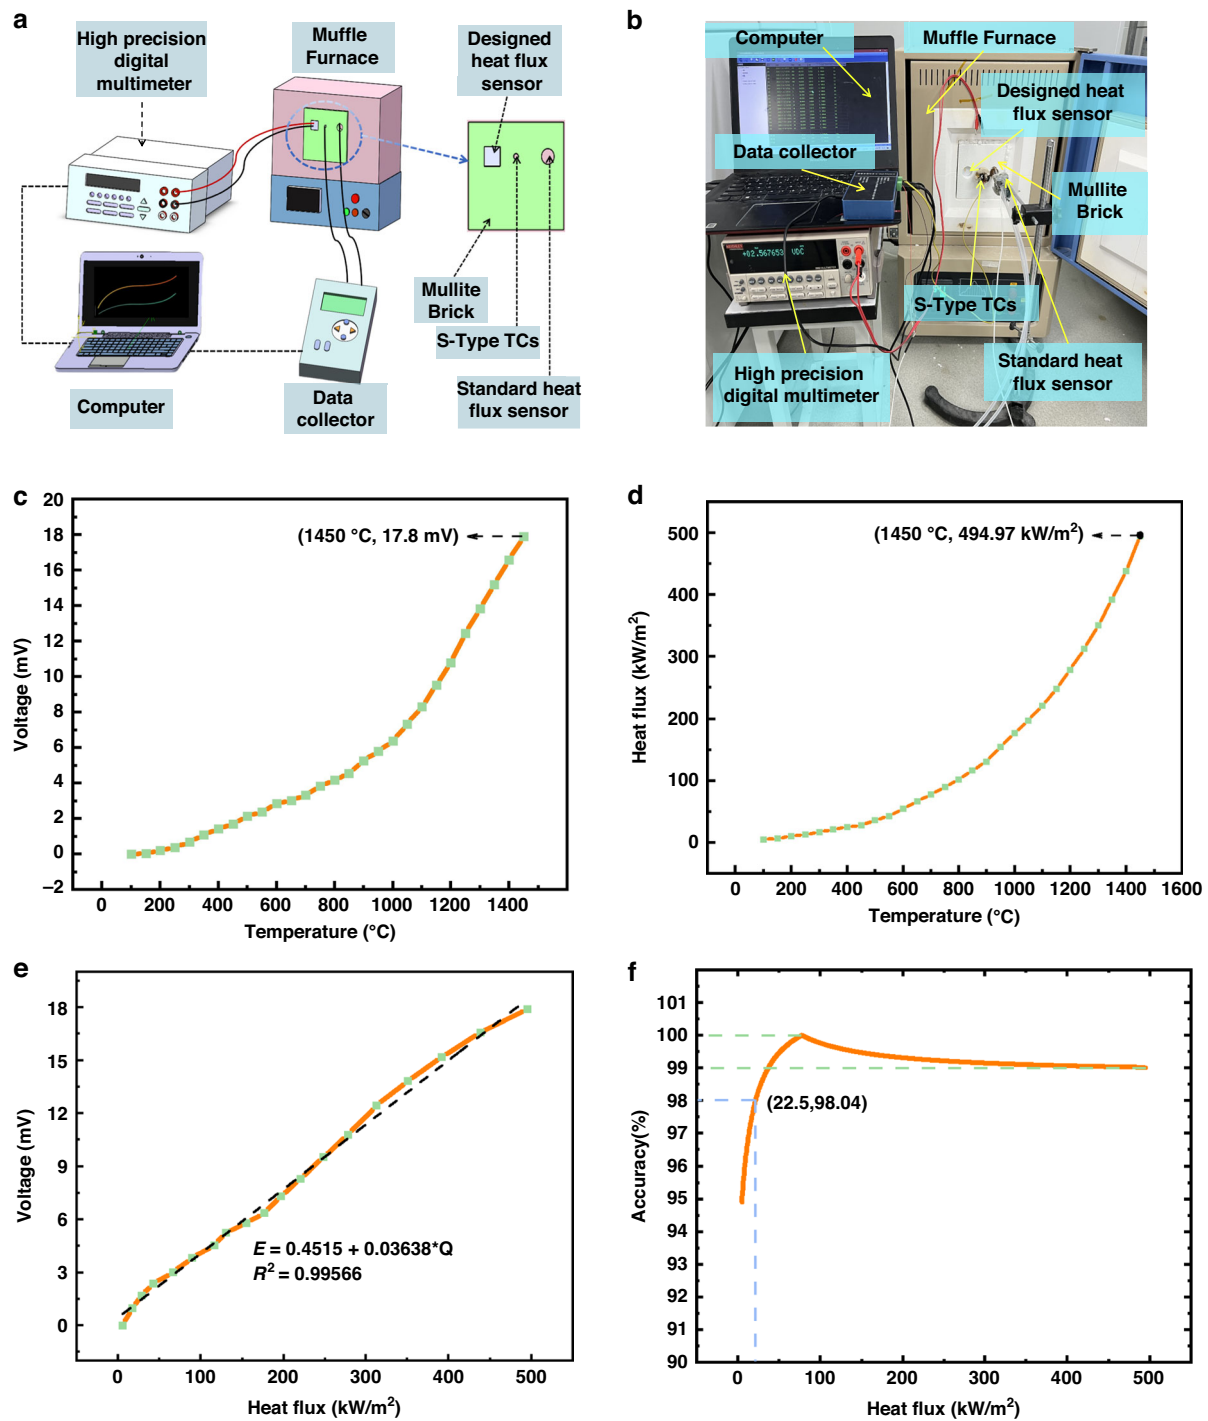 a
High precision
digital
multimeter
Muffle
Furnace
Designed
heat flux
sensor
Mullite
Brick
S-Type TCs
Standard heat
flux sensor
Computer
Data
collector
b
Computer
Muffle Furnace
Designed heat
flux sensor
Data collector
Mullite
Brick
+02.567653 VDC
S-Type TCs
High precision
digital multimeter
Standard heat
flux sensor
c
20
18
16
14
12
10
8
6
4
2
0
−2
Voltage (mV)
(1450 °C, 17.8 mV)
0 200 400 600 800 1000 1200 1400
Temperature (°C)
d
500
400
300
200
100
0
Heat flux (kW/m²)
(1450 °C, 494.97 kW/m²)
0 200 400 600 800 1000 1200 1400 1600
Temperature (°C)
e
18
15
12
9
6
3
0
Voltage (mV)
E = 0.4515 + 0.03638*Q
R² = 0.99566
0 100 200 300 400 500
Heat flux (kW/m²)
f
101
100
99
98
97
96
95
94
93
92
91
90
Accuracy(%)
(22.5,98.04)
0 100 200 300 400 500
Heat flux (kW/m²)